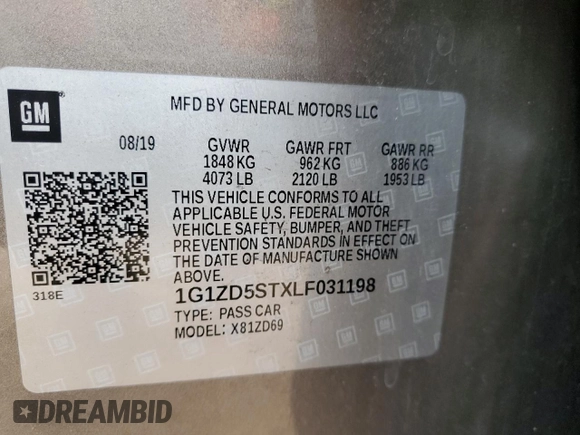 GM
MFD BY GENERAL MOTORS LLC
08/19 GVWR GAWR FRT GAWR RR
1848 KG 962 KG 886 KG
4073 LB 2120 LB 1953 LB
THIS VEHICLE CONFORMS TO ALL
APPLICABLE U.S. FEDERAL MOTOR
VEHICLE SAFETY, BUMPER, AND THEFT
PREVENTION STANDARDS IN EFFECT ON
THE DATE OF MANUFACTURE SHOWN
ABOVE.
318E
1G1ZD5STXLF031198
TYPE: PASS CAR
MODEL: X81ZD69
DREAMBID